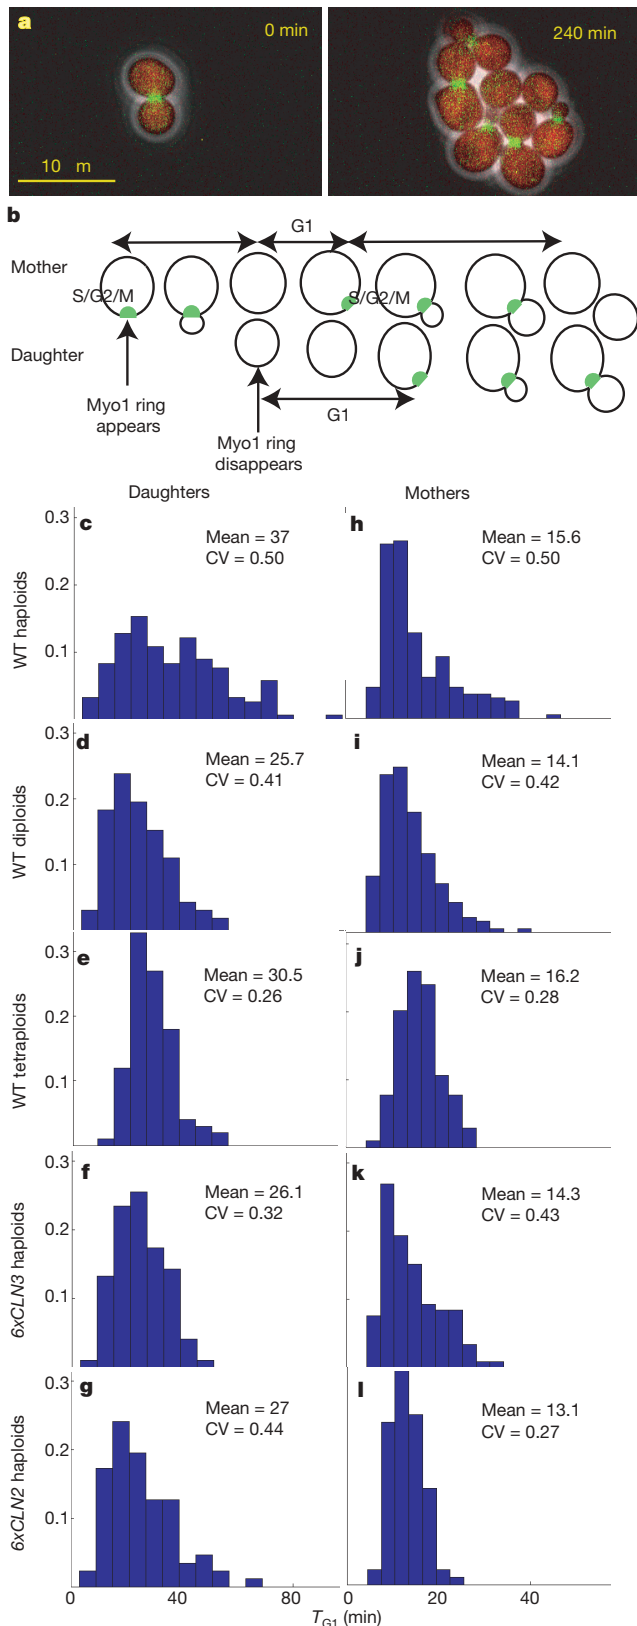 a
0 min
240 min
10 m
b
G1
Mother
S/G2/M
S/G2/M
Daughter
Myo1 ring
appears
G1
Myo1 ring
disappears
Daughters
Mothers
WT haploids
0.3
0.2
0.1
c
Mean = 37
CV = 0.50
h
Mean = 15.6
CV = 0.50
WT diploids
0.3
0.2
0.1
d
Mean = 25.7
CV = 0.41
i
Mean = 14.1
CV = 0.42
WT tetraploids
0.3
0.2
0.1
e
Mean = 30.5
CV = 0.26
j
Mean = 16.2
CV = 0.28
6xCLN3 haploids
0.3
0.2
0.1
f
Mean = 26.1
CV = 0.32
k
Mean = 14.3
CV = 0.43
6xCLN2 haploids
0.3
0.2
0.1
g
Mean = 27
CV = 0.44
l
Mean = 13.1
CV = 0.27
0 40 80 0 20 40
TG1 (min)